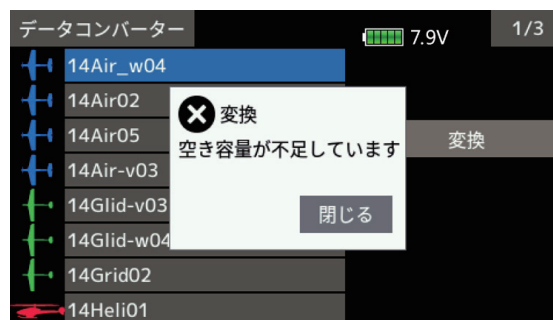 データコンバーター
7.9V
1/3
14Air_w04
14Air02
14Air05
14Air-v03
14Glid-v03
14Glid-w04
14Grid02
14Heli01
変換
変換
空き容量が不足しています
閉じる